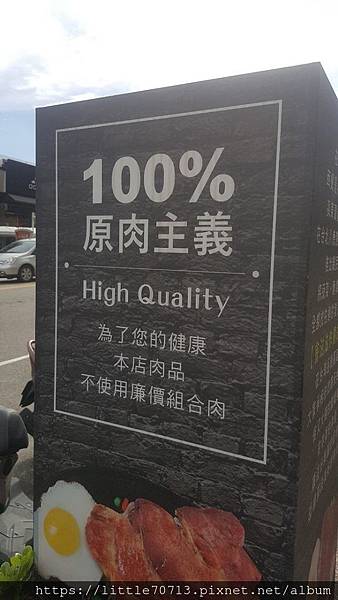 100%
原肉主義
High Quality
為了您的健康
本店肉品
不使用廉價組合肉
https://little70713.pixnet.net/album